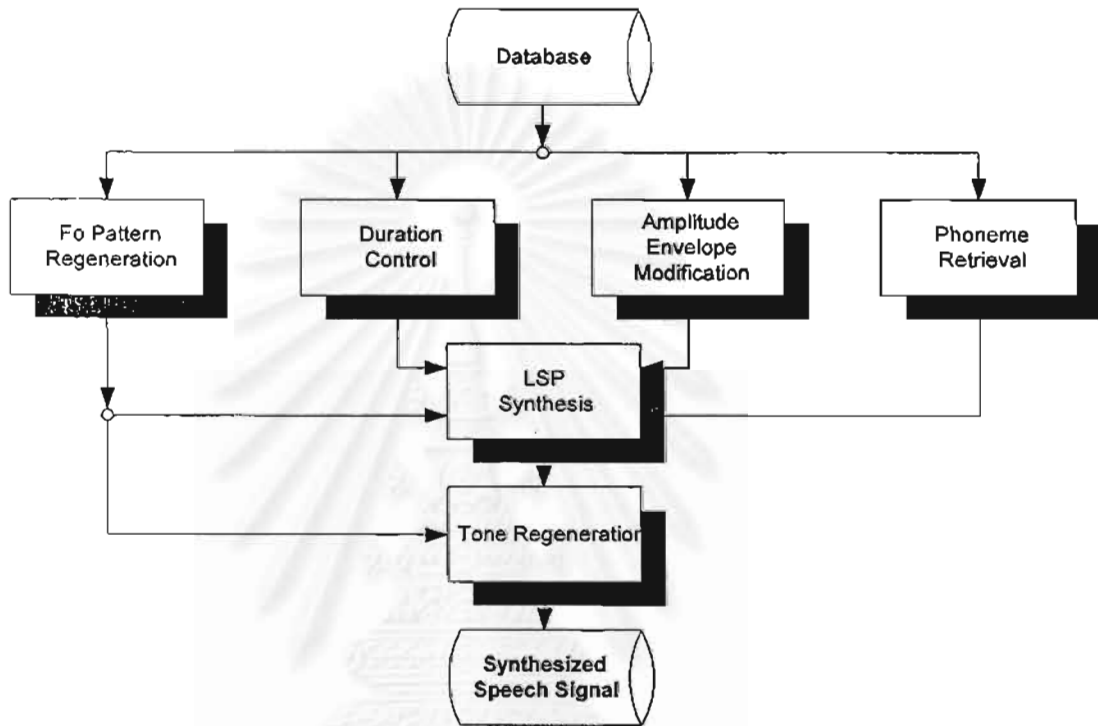 Database
Fo Pattern
Regeneration
Duration
Control
Amplitude
Envelope
Modification
Phoneme
Retrieval
LSP
Synthesis
Tone Regeneration
Synthesized
Speech Signal